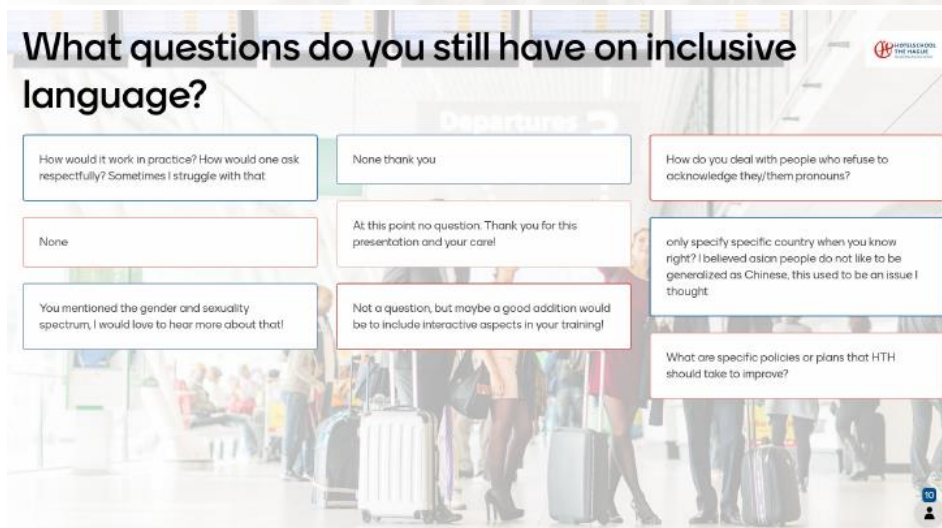 What questions do you still have on inclusive
language?
HOTELSCHOOL
THE HAGUE
Departures
How would it work in practice? How would one ask
respectfully? Sometimes I struggle with that
None
You mentioned the gender and sexuality
spectrum, I would love to hear more about that!
None thank you
At this point no question. Thank you for this
presentation and your care!
Not a question, but maybe a good addition would
be to include interactive aspects in your training!
How do you deal with people who refuse to
acknowledge they/them pronouns?
only specify specific country when you know
right? I believed asian people do not like to be
generalized as Chinese, this used to be an issue I
thought
What are specific policies or plans that HTH
should take to improve?
10